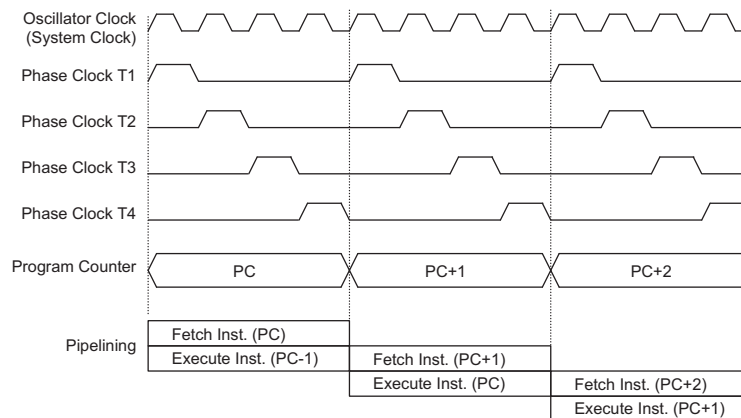 Oscillator Clock
(System Clock)
Phase Clock T1
Phase Clock T2
Phase Clock T3
Phase Clock T4
Program Counter
PC
PC+1
PC+2
Pipelining
Fetch Inst. (PC)
Execute Inst. (PC-1)
Fetch Inst. (PC+1)
Execute Inst. (PC)
Fetch Inst. (PC+2)
Execute Inst. (PC+1)